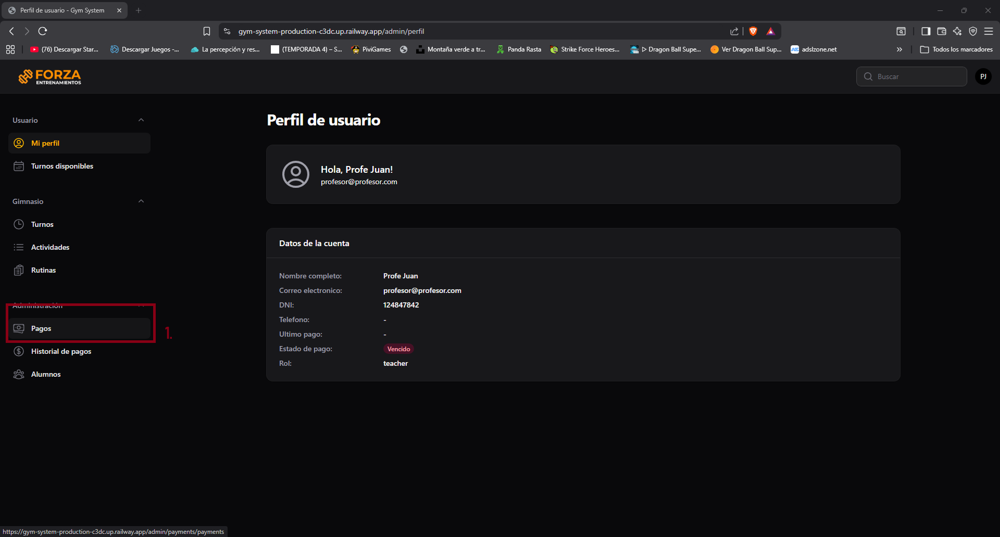 Perfil de usuario - Gym System
gym-system-production-c3dc.up.railway.app/admin/perfil
(76) Descargar Star...
Descargar Juegos -...
La percepción y res...
(TEMPORADA 4) – S...
PiviGames
Montaña verde a tr...
Panda Rasta
Strike Force Heroes...
ᐅ Dragon Ball Supe...
Ver Dragon Ball Sup...
adslzone.net
Todos los marcadores
FORZA
ENTRENAMIENTOS
Buscar
PJ
Usuario
Mi perfil
Turnos disponibles
Gimnasio
Turnos
Actividades
Rutinas
Administración
Pagos
1.
Historial de pagos
Alumnos
Perfil de usuario
Hola, Profe Juan!
profesor@profesor.com
Datos de la cuenta
Nombre completo: Profe Juan
Correo electronico: profesor@profesor.com
DNI: 124847842
Telefono: -
Ultimo pago: -
Estado de pago: Vencido
Rol: teacher
https://gym-system-production-c3dc.up.railway.app/admin/payments/payments